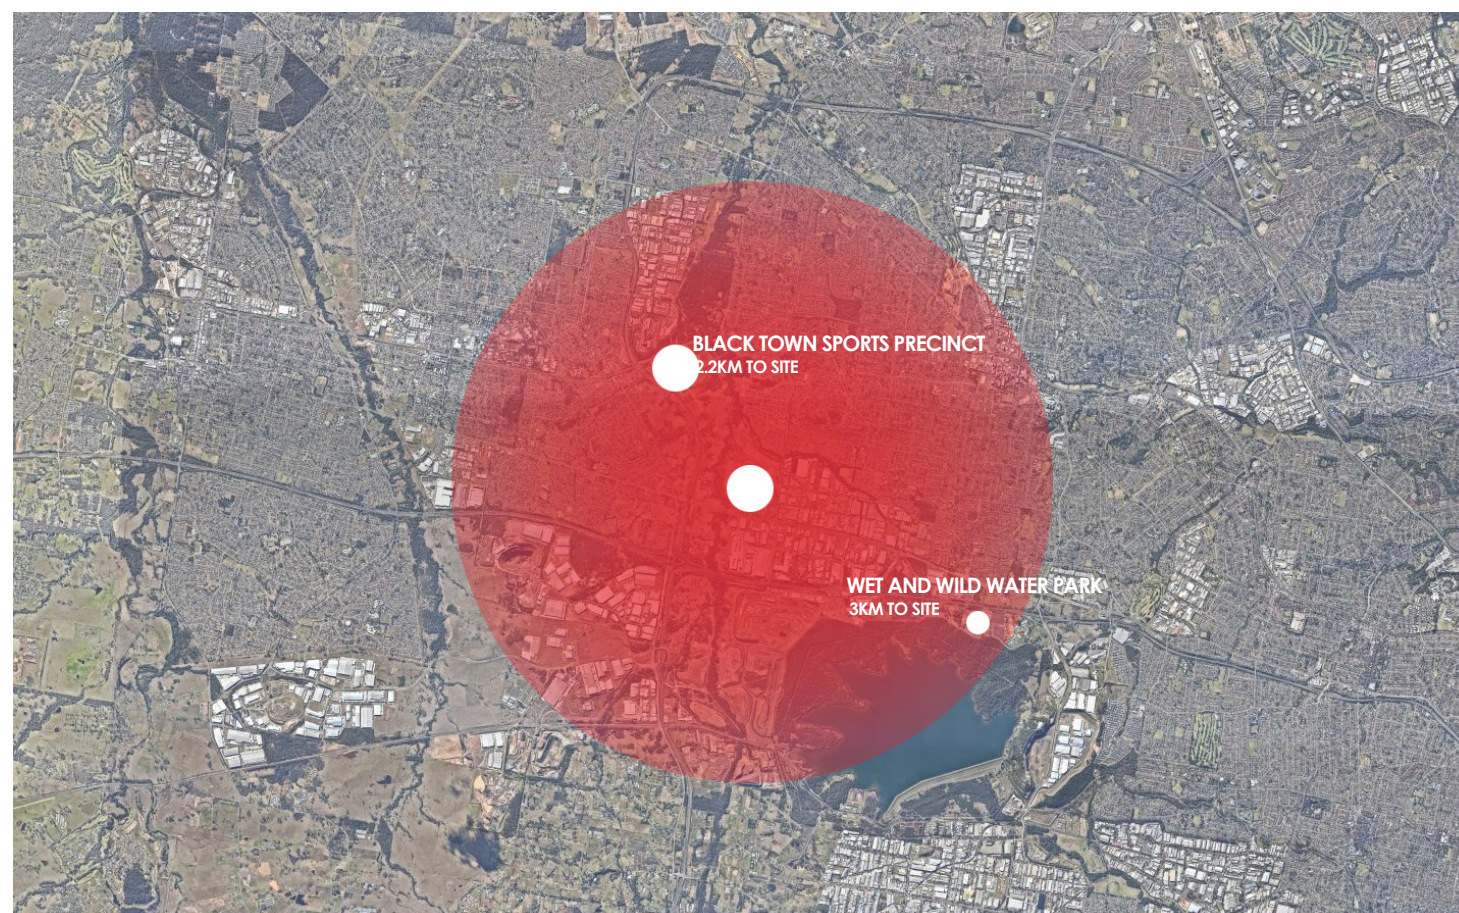 BLACK TOWN SPORTS PRECINCT
2.2KM TO SITE
WET AND WILD WATER PARK
3KM TO SITE